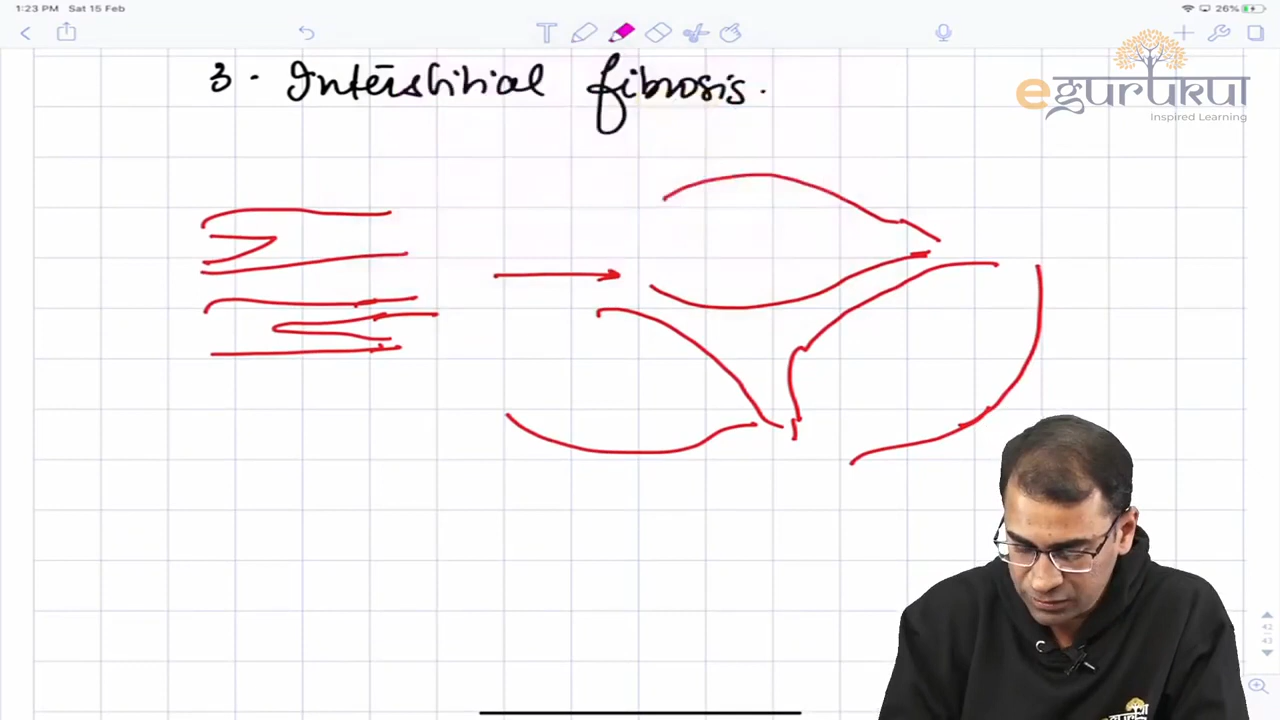 1:23 PM Sat 15 Feb
26%
T
3. Interstitial fibrosis.
egurukul
Inspired Learning